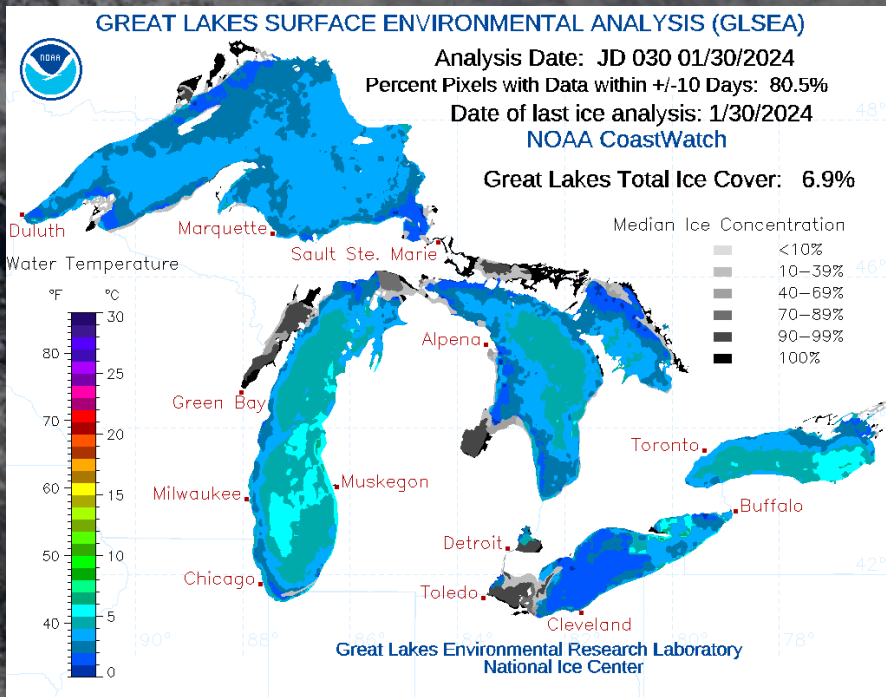 GREAT LAKES SURFACE ENVIRONMENTAL ANALYSIS (GLSEA)
NOAA
Analysis Date: JD 030 01/30/2024
Percent Pixels with Data within +/-10 Days: 80.5%
Date of last ice analysis: 1/30/2024
NOAA CoastWatch
48°
Great Lakes Total Ice Cover: 6.9%
Duluth
Marquette
Sault Ste. Marie
Median Ice Concentration
<10%
10-39%
40-69%
70-89%
90-99%
100%
46°
Water Temperature
°F °C
30
80
25
70
20
60
15
50
10
40
5
0
Alpena
Green Bay
Toronto
Milwaukee
Muskegon
Buffalo
Detroit
Chicago
Toledo
42°
Cleveland
90°
88°
86°
84°
82°
80°
78°
Great Lakes Environmental Research Laboratory
National Ice Center